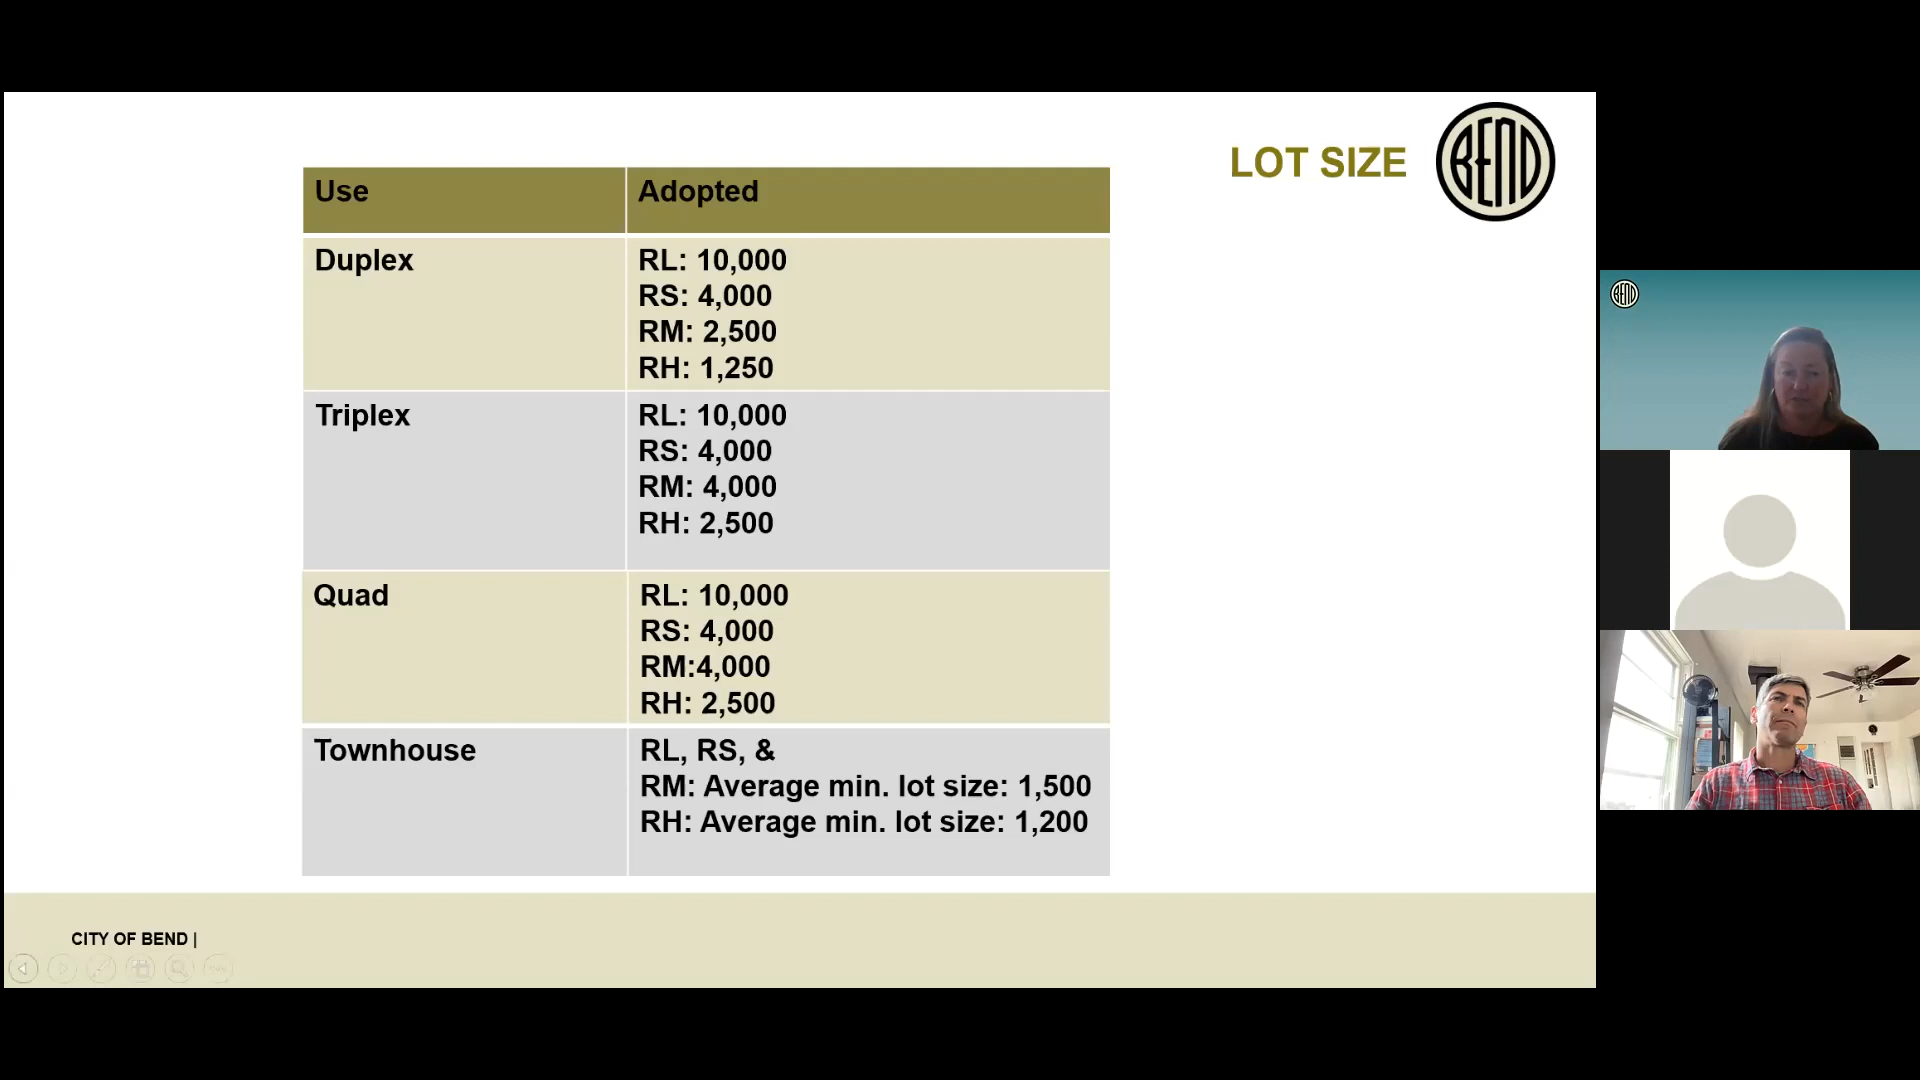 LOT SIZE
BEND
Use
Adopted
Duplex
RL: 10,000
RS: 4,000
RM: 2,500
RH: 1,250
Triplex
RL: 10,000
RS: 4,000
RM: 4,000
RH: 2,500
Quad
RL: 10,000
RS: 4,000
RM:4,000
RH: 2,500
Townhouse
RL, RS, &
RM: Average min. lot size: 1,500
RH: Average min. lot size: 1,200
CITY OF BEND |
BEND